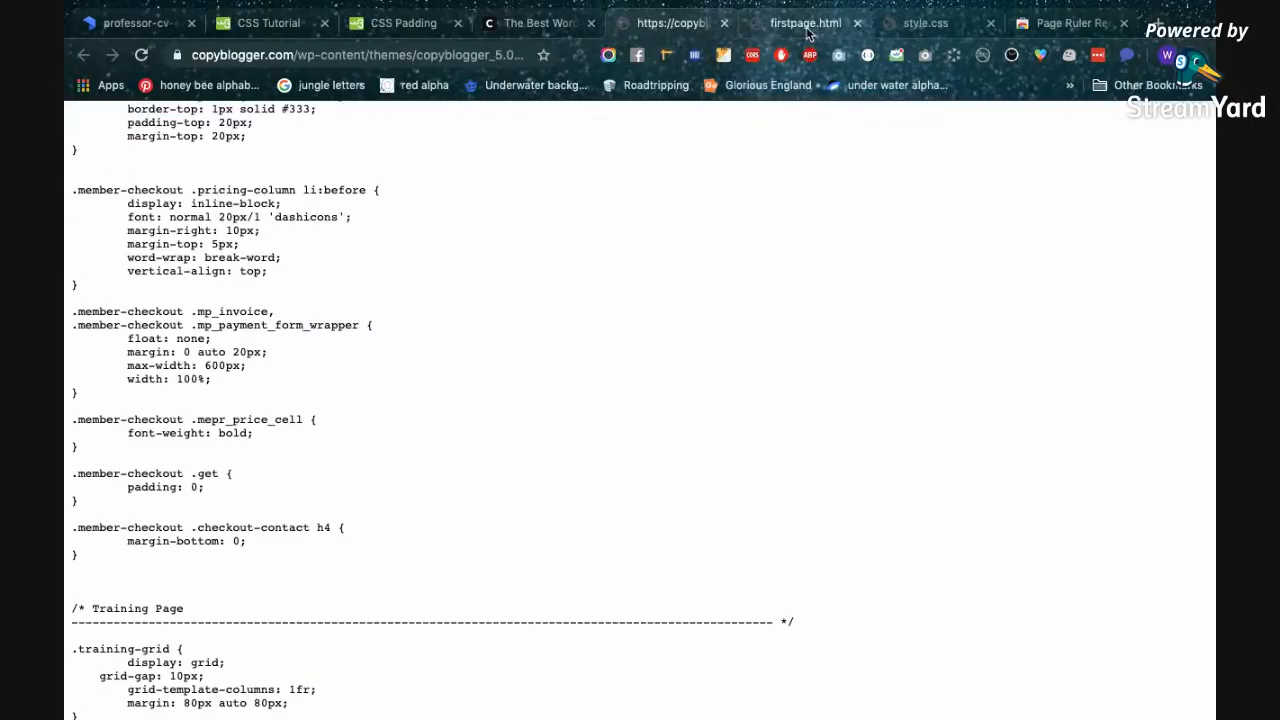 professor-cv-
CSS Tutorial
CSS Padding
The Best Wor
https://copyb
firstpage.html
style.css
Page Ruler Re
Powered by
StreamYard
copyblogger.com/wp-content/themes/copyblogger_5.0...
Apps
honey bee alphab...
jungle letters
red alpha
Underwater backg...
Roadtripping
Glorious England
under water alpha...
»
Other Bookmarks
border-top: 1px solid #333;
padding-top: 20px;
margin-top: 20px;
}
.member-checkout .pricing-column li:before {
display: inline-block;
font: normal 20px/1 'dashicons';
margin-right: 10px;
margin-top: 5px;
word-wrap: break-word;
vertical-align: top;
}
.member-checkout .mp_invoice,
.member-checkout .mp_payment_form_wrapper {
float: none;
margin: 0 auto 20px;
max-width: 600px;
width: 100%;
}
.member-checkout .mepr_price_cell {
font-weight: bold;
}
.member-checkout .get {
padding: 0;
}
.member-checkout .checkout-contact h4 {
margin-bottom: 0;
}
/* Training Page
----------------------------------------------------------------------------------------------------- */
.training-grid {
display: grid;
grid-gap: 10px;
grid-template-columns: 1fr;
margin: 80px auto 80px;
}